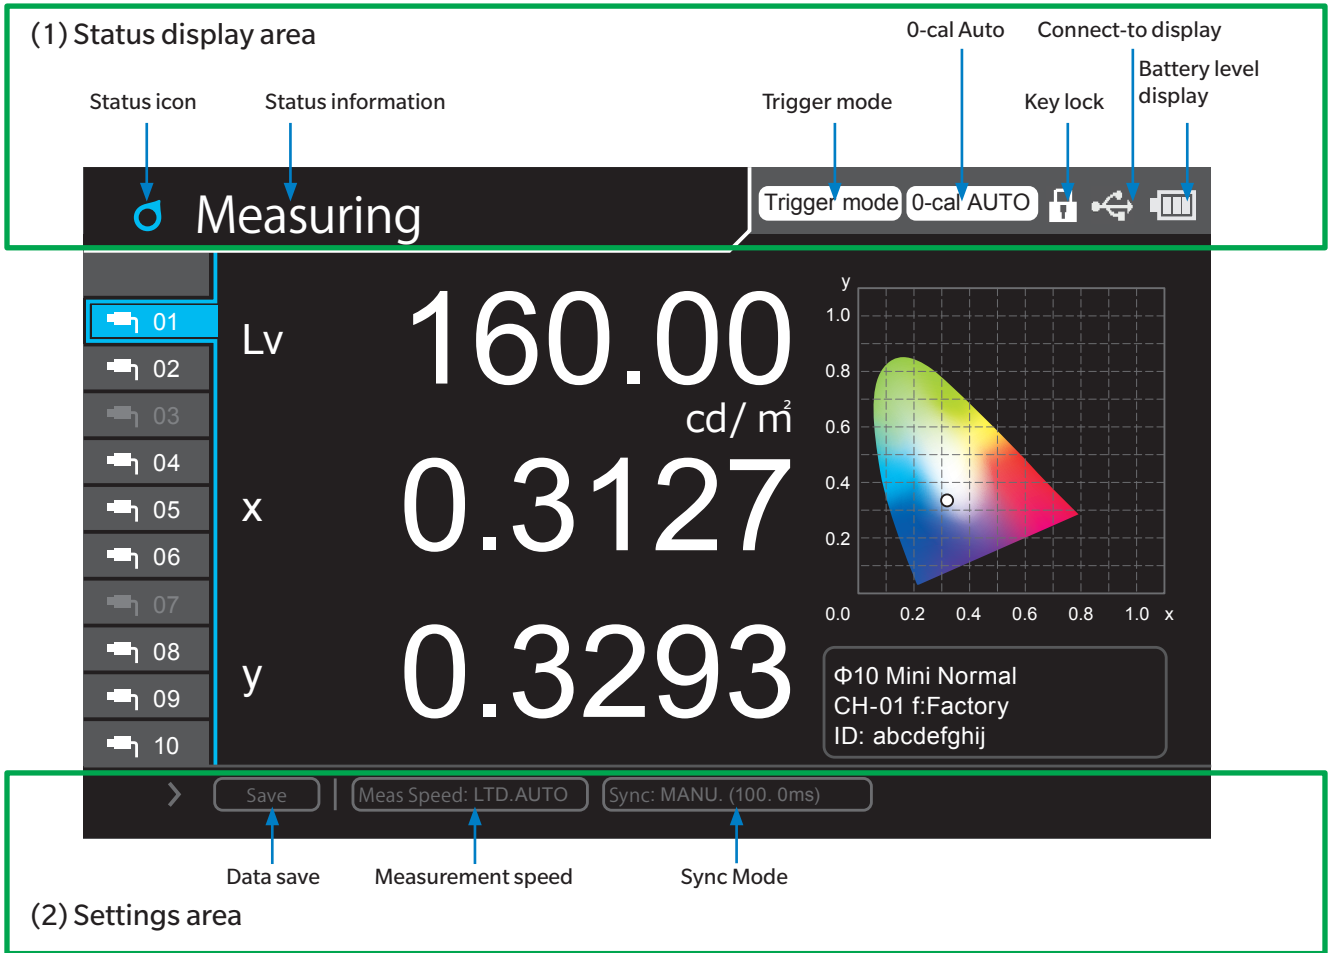 (1) Status display area
0-cal Auto
Connect-to display
Battery level
display
Status icon
Status information
Trigger mode
Key lock
Measuring
Trigger mode
0-cal AUTO
01
02
03
04
05
06
07
08
09
10
Lv
160.00
cd/㎡
x
0.3127
y
0.3293
y
1.0
0.8
0.6
0.4
0.2
0.0 0.2 0.4 0.6 0.8 1.0 x
Φ10 Mini Normal
CH-01 f:Factory
ID: abcdefghij
Save
Meas Speed: LTD.AUTO
Sync: MANU. (100. 0ms)
Data save
Measurement speed
Sync Mode
(2) Settings area